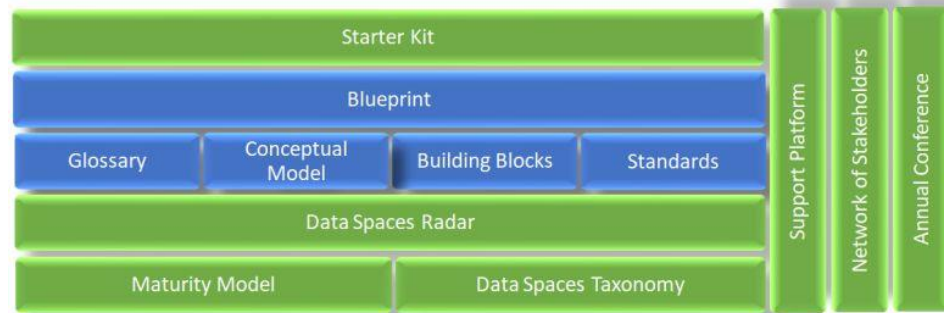 Starter Kit
Blueprint
Glossary
Conceptual
Model
Building Blocks
Standards
Data Spaces Radar
Maturity Model
Data Spaces Taxonomy
Support Platform
Network of Stakeholders
Annual Conference